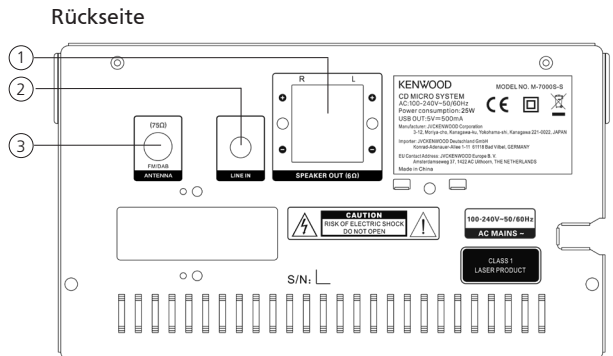 Rückseite
1
2
3
R L
(75Ω)
FM/DAB
ANTENNA
LINE IN
SPEAKER OUT (6Ω)
KENWOOD
MODEL NO. M-7000S-S
CD MICRO SYSTEM
AC:100-240V~50/60Hz
Power consumption: 25W
USB OUT:5V⎓500mA
CE
Manufacturer: JVCKENWOOD Corporation
3-12, Moriya-cho, Kanagawa-ku, Yokohama-shi, Kanagawa 221-0022, JAPAN
Importer: JVCKENWOOD Deutschland GmbH
Konrad-Adenauer-Allee 1-11 61118 Bad Vilbel, GERMANY
EU Contact Address: JVCKENWOOD Europe B. V.
Amsterdamseweg 37, 1422 AC Uithoorn, THE NETHERLANDS
Made in China
CAUTION
RISK OF ELECTRIC SHOCK
DO NOT OPEN
100-240V~50/60Hz
AC MAINS ~
CLASS 1
LASER PRODUCT
S/N: